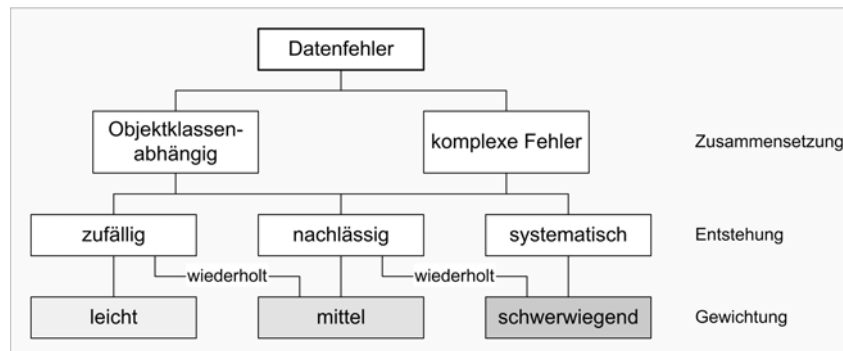 Datenfehler
Objektklassen-
abhängig
komplexe Fehler
Zusammensetzung
zufällig
nachlässig
systematisch
Entstehung
wiederholt
wiederholt
leicht
mittel
schwerwiegend
Gewichtung